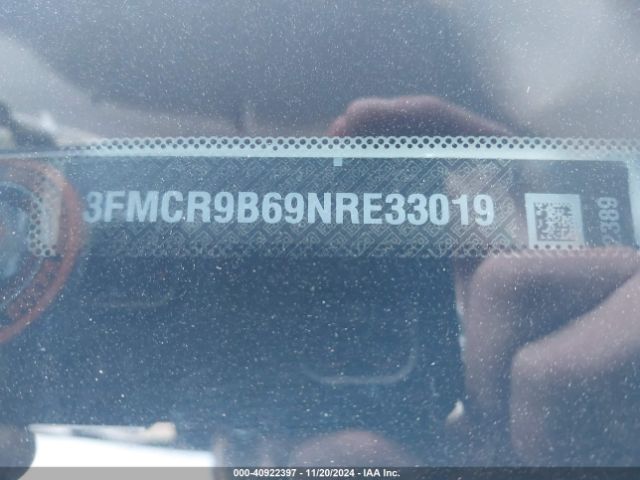 3FMCR9B69NRE33019
2389
000-40922397 - 11/20/2024 - IAA Inc.